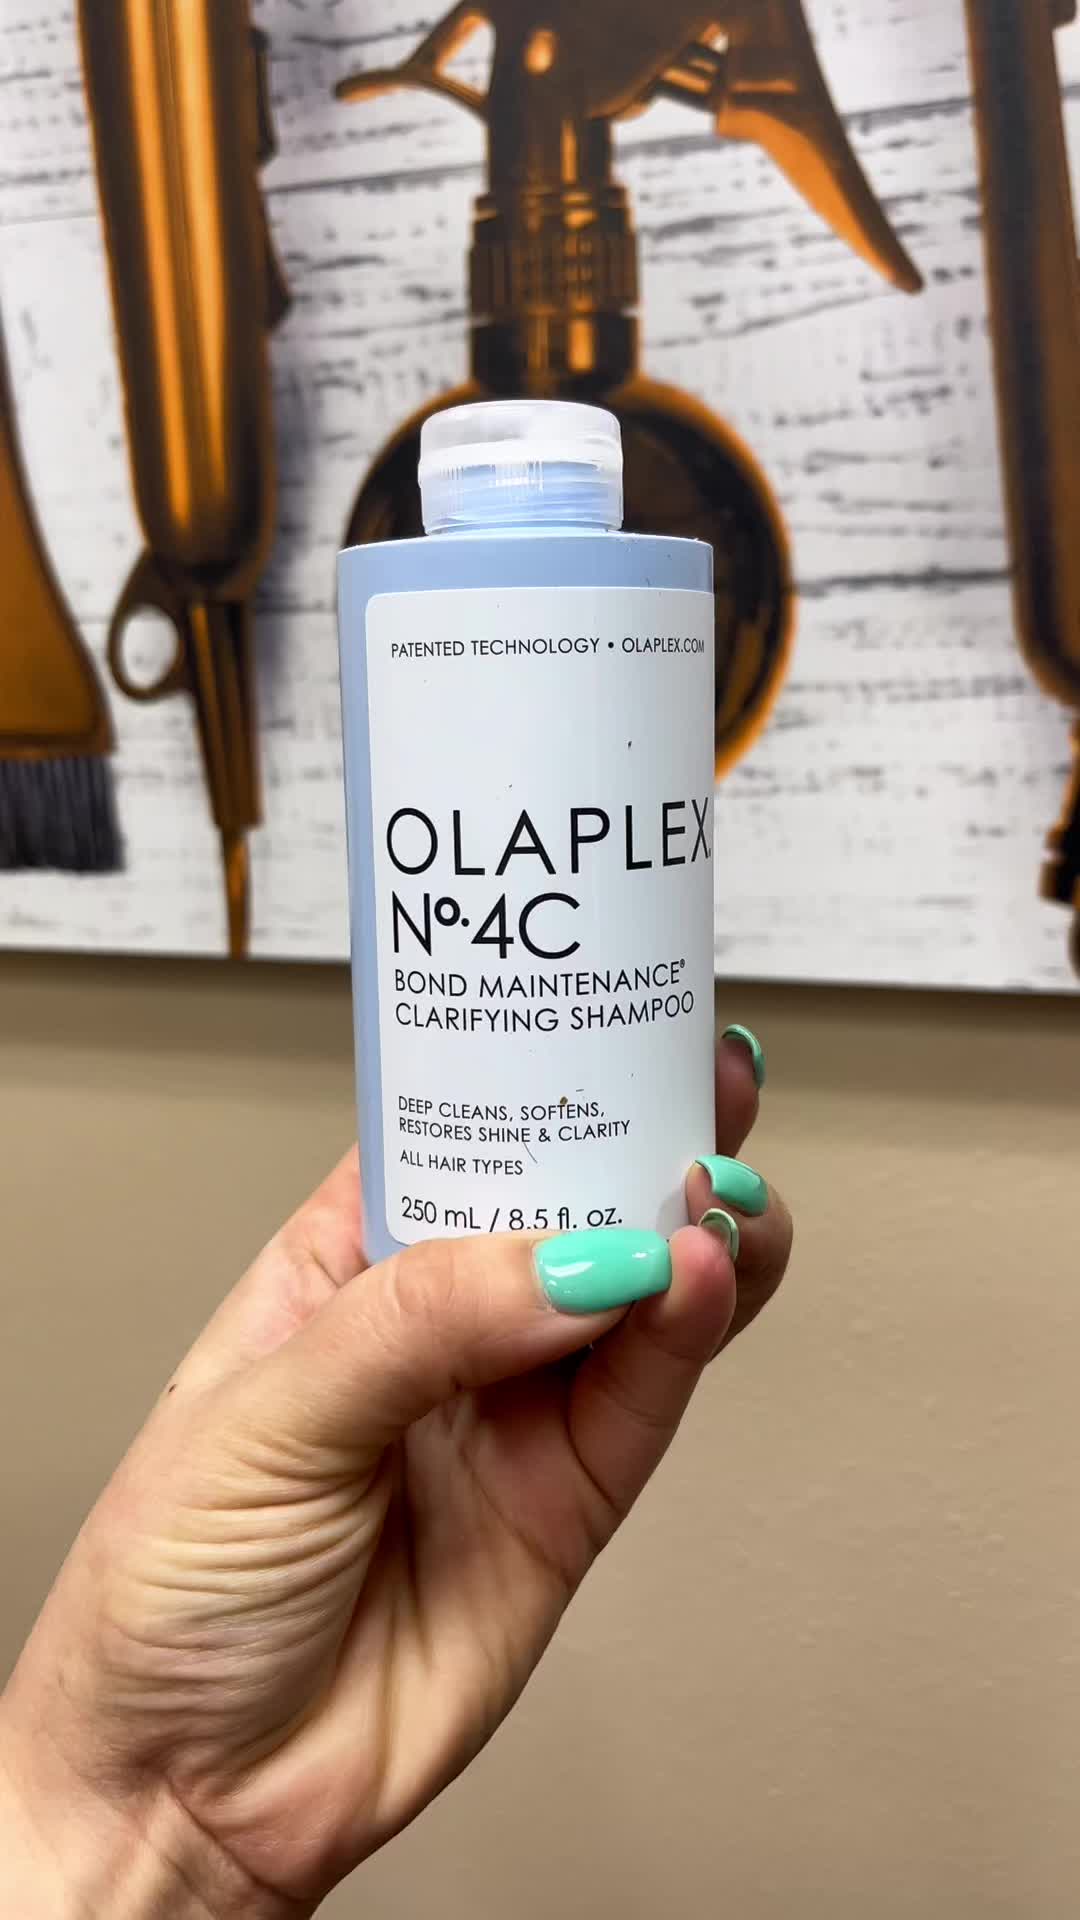 PATENTED TECHNOLOGY • OLAPLEX.COM
OLAPLEX.
Nº.4C
BOND MAINTENANCE®
CLARIFYING SHAMPOO
DEEP CLEANS, SOFTENS,
RESTORES SHINE & CLARITY
ALL HAIR TYPES
250 mL / 8.5 fl. oz.